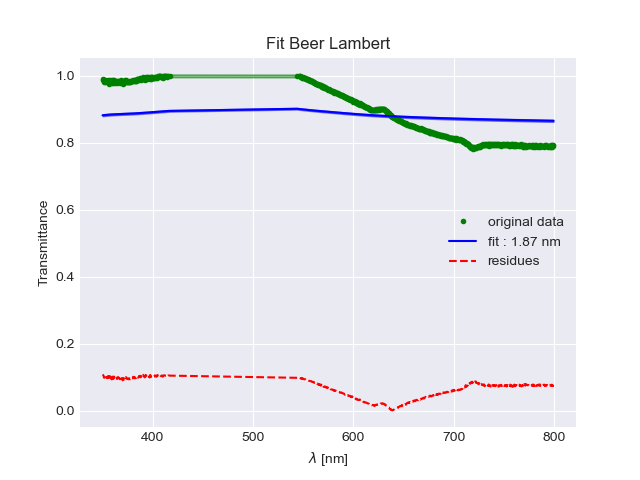 Fit Beer Lambert
1.0
0.8
0.6
0.4
0.2
0.0
Transmittance
original data
fit : 1.87 nm
residues
400 500 600 700 800
λ [nm]